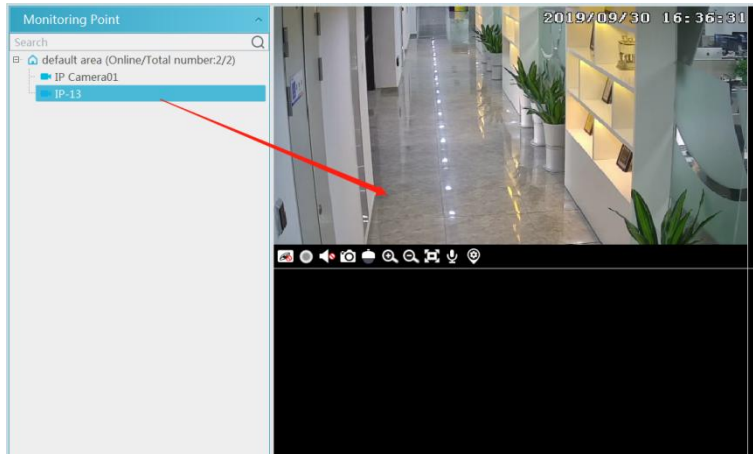 Monitoring Point
Search
default area (Online/Total number:2/2)
IP Camera01
IP-13
2019/09/30 16:36:31